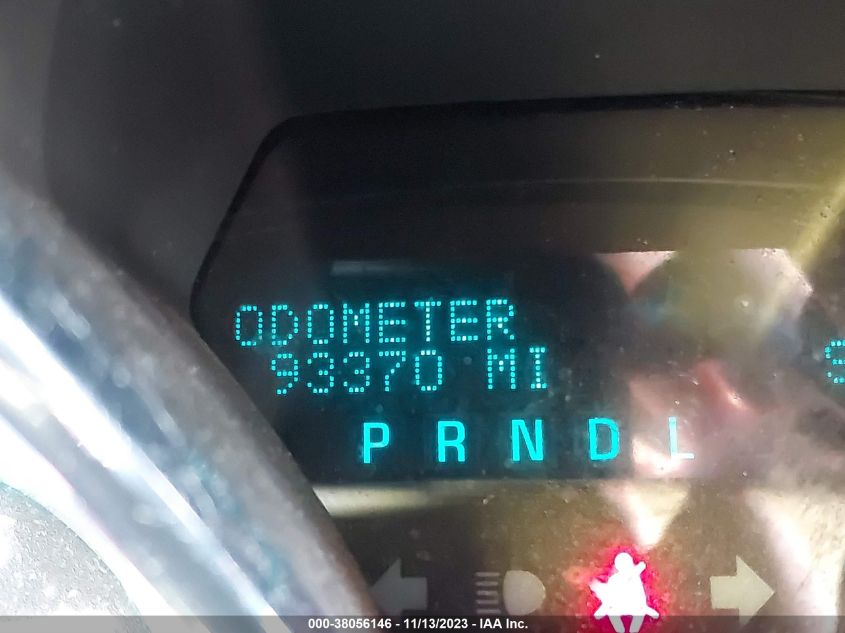 ODOMETER
93370 MI
P R N D L
000-38056146 - 11/13/2023 - IAA Inc.